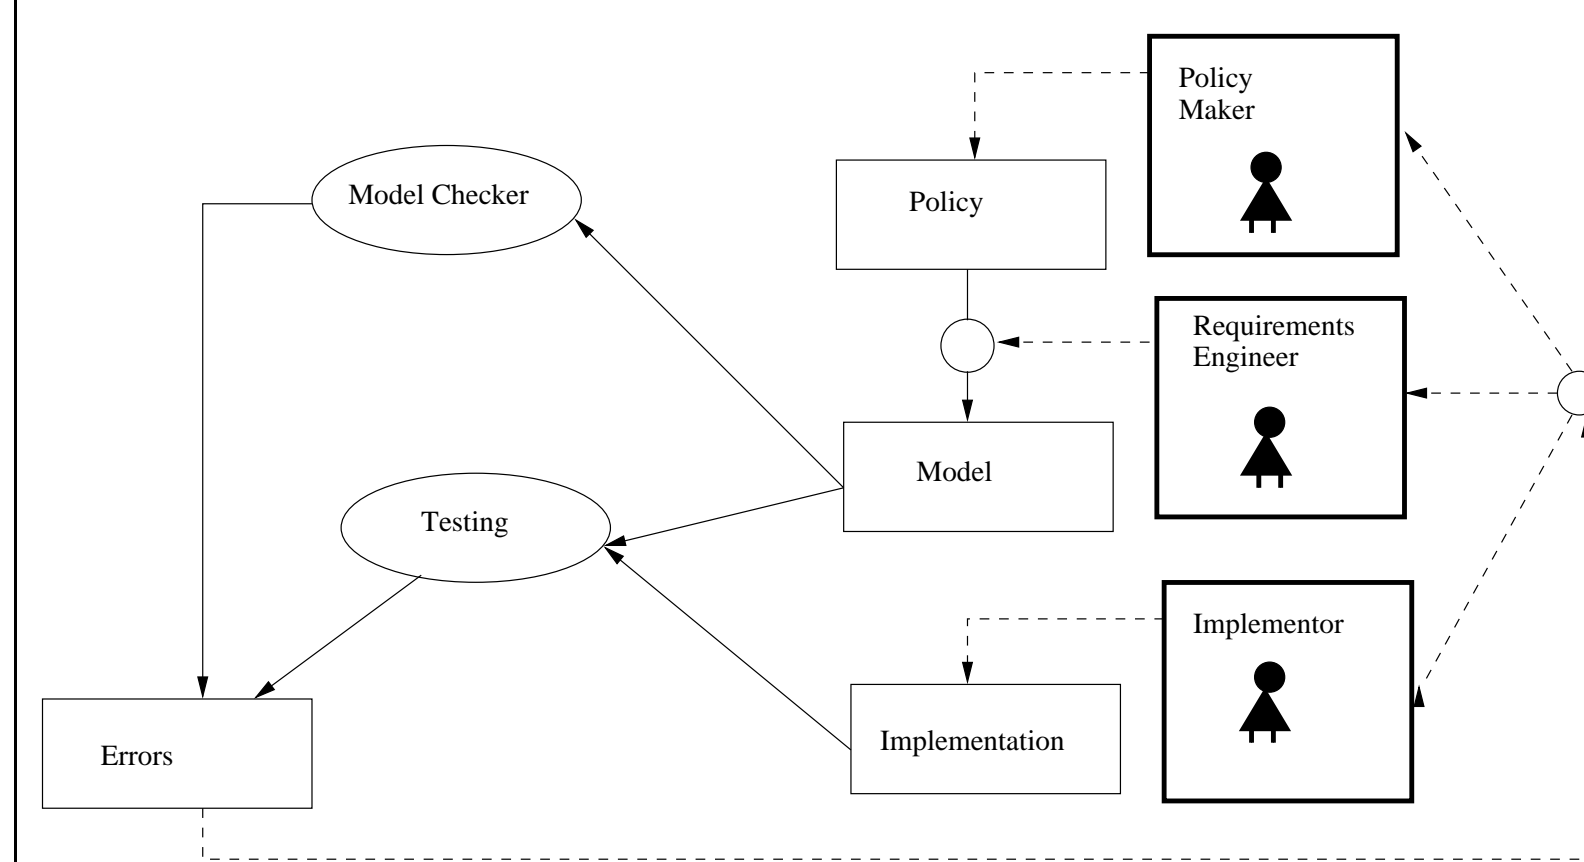 Policy
Maker
Model Checker
Policy
Requirements
Engineer
Model
Testing
Implementor
Implementation
Errors